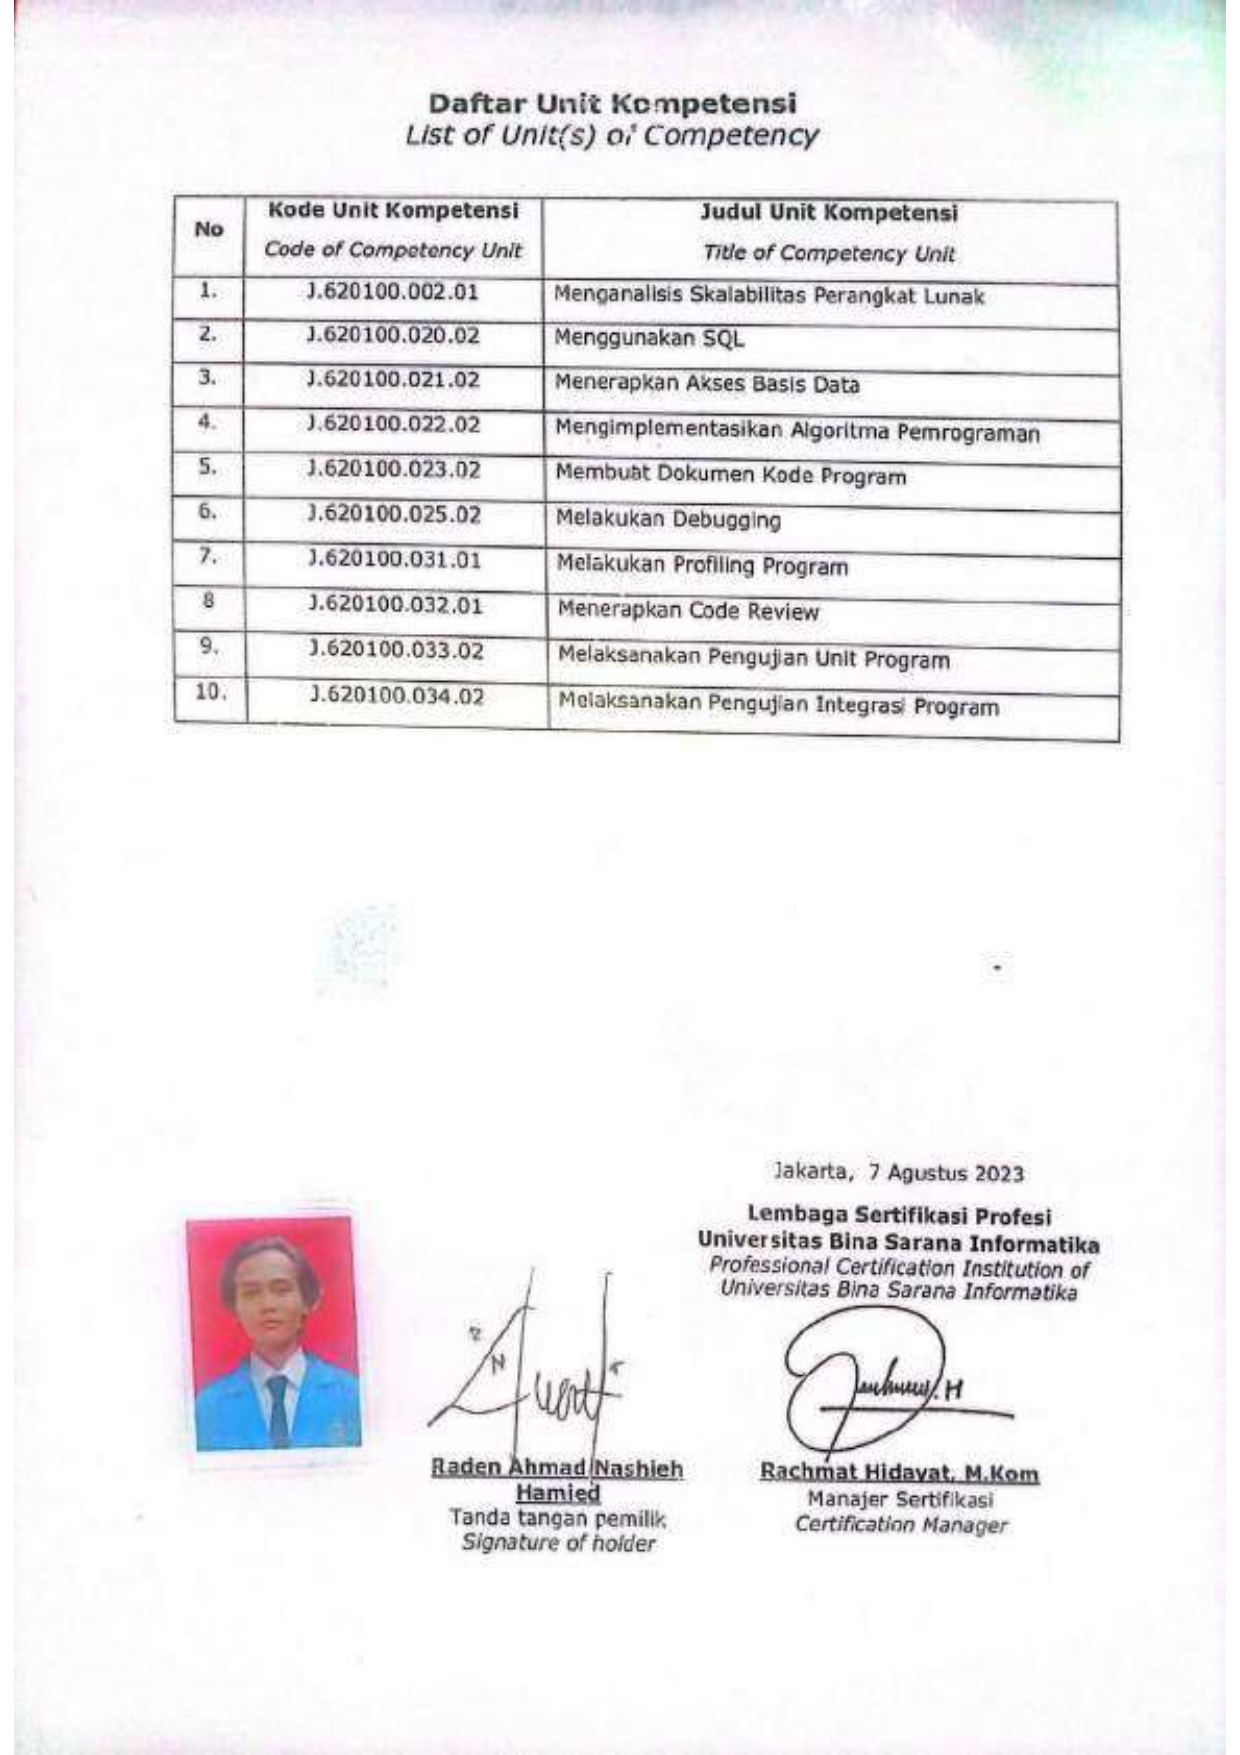 Daftar Unit Kompetensi
List of Unit(s) of Competency
No
Kode Unit Kompetensi
Code of Competency Unit
Judul Unit Kompetensi
Title of Competency Unit
1. J.620100.002.01 Menganalisis Skalabilitas Perangkat Lunak
2. J.620100.020.02 Menggunakan SQL
3. J.620100.021.02 Menerapkan Akses Basis Data
4. J.620100.022.02 Mengimplementasikan Algoritma Pemrograman
5. J.620100.023.02 Membuat Dokumen Kode Program
6. J.620100.025.02 Melakukan Debugging
7. J.620100.031.01 Melakukan Profiling Program
8 J.620100.032.01 Menerapkan Code Review
9. J.620100.033.02 Melaksanakan Pengujian Unit Program
10. J.620100.034.02 Melaksanakan Pengujian Integrasi Program
Jakarta, 7 Agustus 2023
Lembaga Sertifikasi Profesi
Universitas Bina Sarana Informatika
Professional Certification Institution of
Universitas Bina Sarana Informatika
Raden Ahmad Nashieh
Hamied
Tanda tangan pemilik
Signature of holder
Rachmat Hidayat, M.Kom
Manajer Sertifikasi
Certification Manager